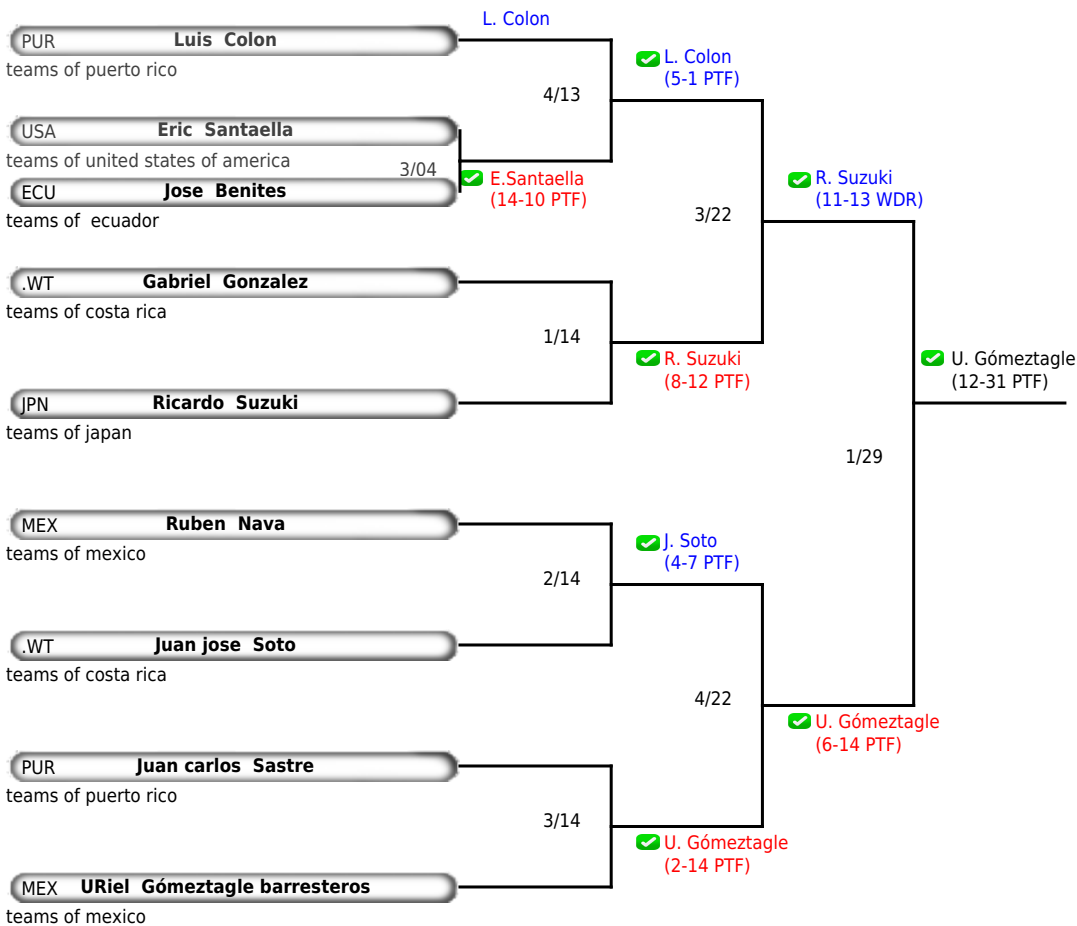 L. Colon
PUR Luis Colon
teams of puerto rico
L. Colon
(5-1 PTF)
4/13
USA Eric Santaella
teams of united states of america
3/04
E.Santaella
(14-10 PTF)
ECU Jose Benites
teams of ecuador
R. Suzuki
(11-13 WDR)
3/22
.WT Gabriel Gonzalez
teams of costa rica
1/14
R. Suzuki
(8-12 PTF)
U. Gómeztagle
(12-31 PTF)
JPN Ricardo Suzuki
teams of japan
1/29
MEX Ruben Nava
teams of mexico
J. Soto
(4-7 PTF)
2/14
.WT Juan jose Soto
teams of costa rica
4/22
U. Gómeztagle
(6-14 PTF)
PUR Juan carlos Sastre
teams of puerto rico
3/14
U. Gómeztagle
(2-14 PTF)
MEX URiel Gómeztagle barresteros
teams of mexico